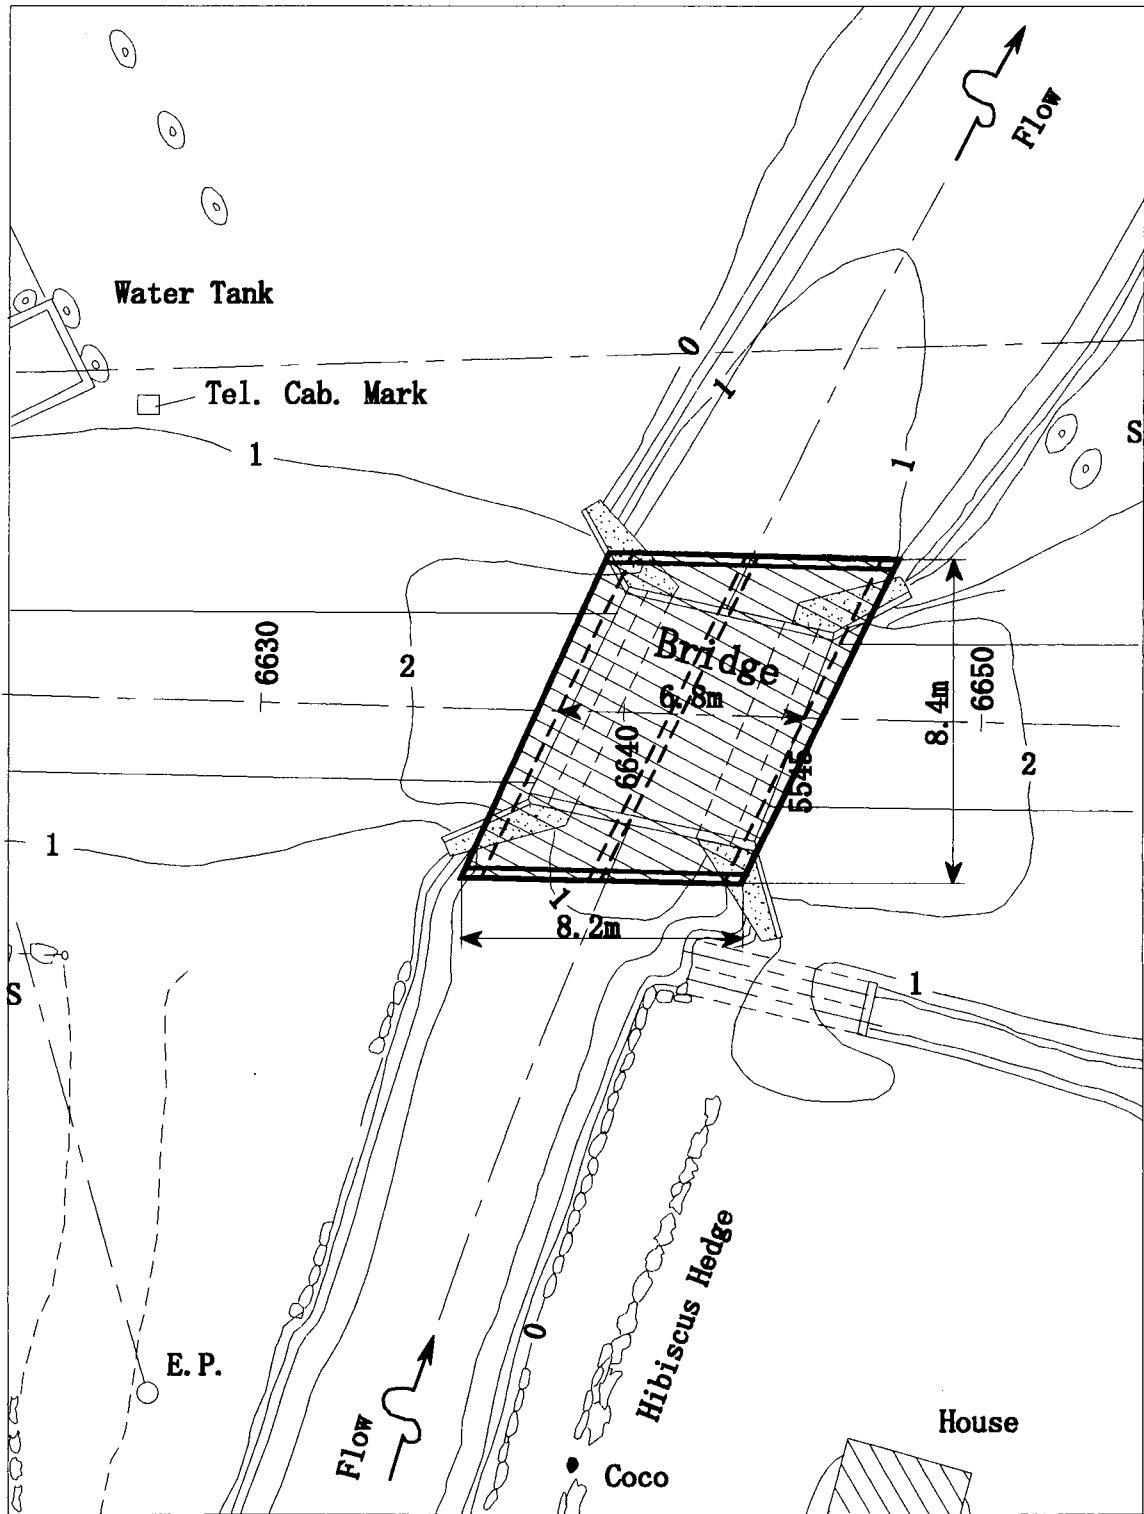 Flow
Water Tank
0
Tel. Cab. Mark
1
S
1
1
Bridge
6630
2
6.8m
6650
8.4m
6640
5545
2
1
1
8.2m
1
S
Hibiscus Hedge
0
E.P.
Flow
House
Coco